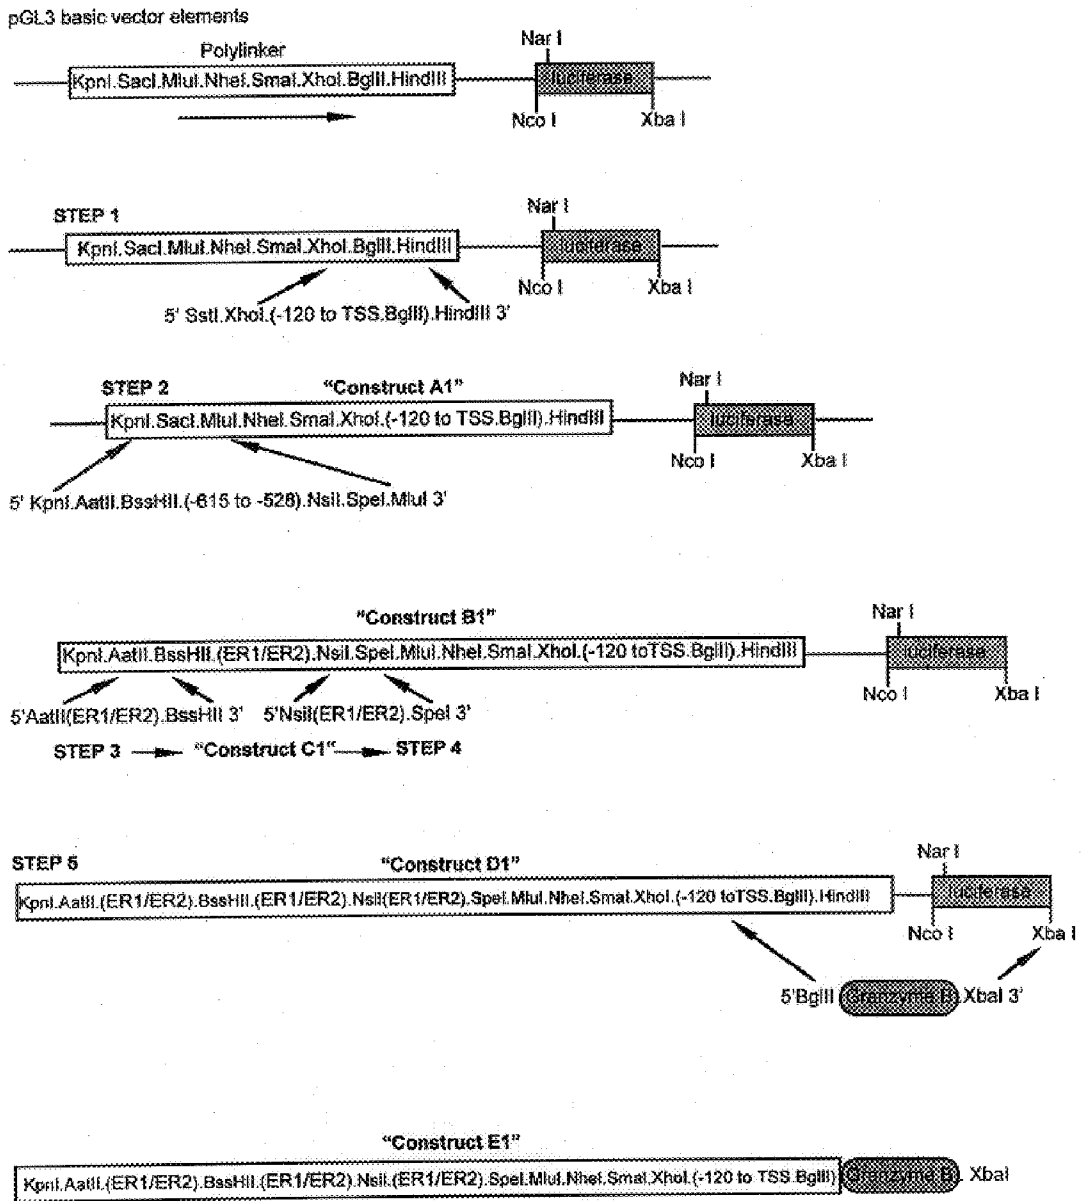 pGL3 basic vector elements
Polylinker
Nar I
KpnI.SacI.MluI.NheI.SmaI.XhoI.BglII.HindIII
luciferase
Nco I
Xba I
STEP 1
Nar I
KpnI.SacI.MluI.NheI.SmaI.XhoI.BglII.HindIII
luciferase
Nco I
Xba I
5' SstI.XhoI.(-120 to TSS.BglII).HindIII 3'
STEP 2
"Construct A1"
Nar I
KpnI.SacI.MluI.NheI.SmaI.XhoI.(-120 to TSS.BglII).HindIII
luciferase
Nco I
Xba I
5' KpnI.AatII.BssHII.(-615 to -528).NsiI.SpeI.MluI 3'
"Construct B1"
Nar I
KpnI.AatII.BssHII.(ER1/ER2).NsiI.SpeI.MluI.NheI.SmaI.XhoI.(-120 toTSS.BglII).HindIII
luciferase
Nco I
Xba I
5'AatII(ER1/ER2).BssHII 3'
5'NsiI(ER1/ER2).SpeI 3'
STEP 3
"Construct C1"
STEP 4
STEP 5
"Construct D1"
Nar I
KpnI.AatII.(ER1/ER2).BssHII.(ER1/ER2).NsiI(ER1/ER2).SpeI.MluI.NheI.SmaI.XhoI.(-120 toTSS.BglII).HindIII
luciferase
Nco I
Xba I
5'BglII
Granzyme B
.XbaI 3'
"Construct E1"
KpnI.AatII.(ER1/ER2).BssHII.(ER1/ER2).NsiI.(ER1/ER2).SpeI.MluI.NheI.SmaI.XhoI.(-120 to TSS.BglII)
Granzyme B
. XbaI